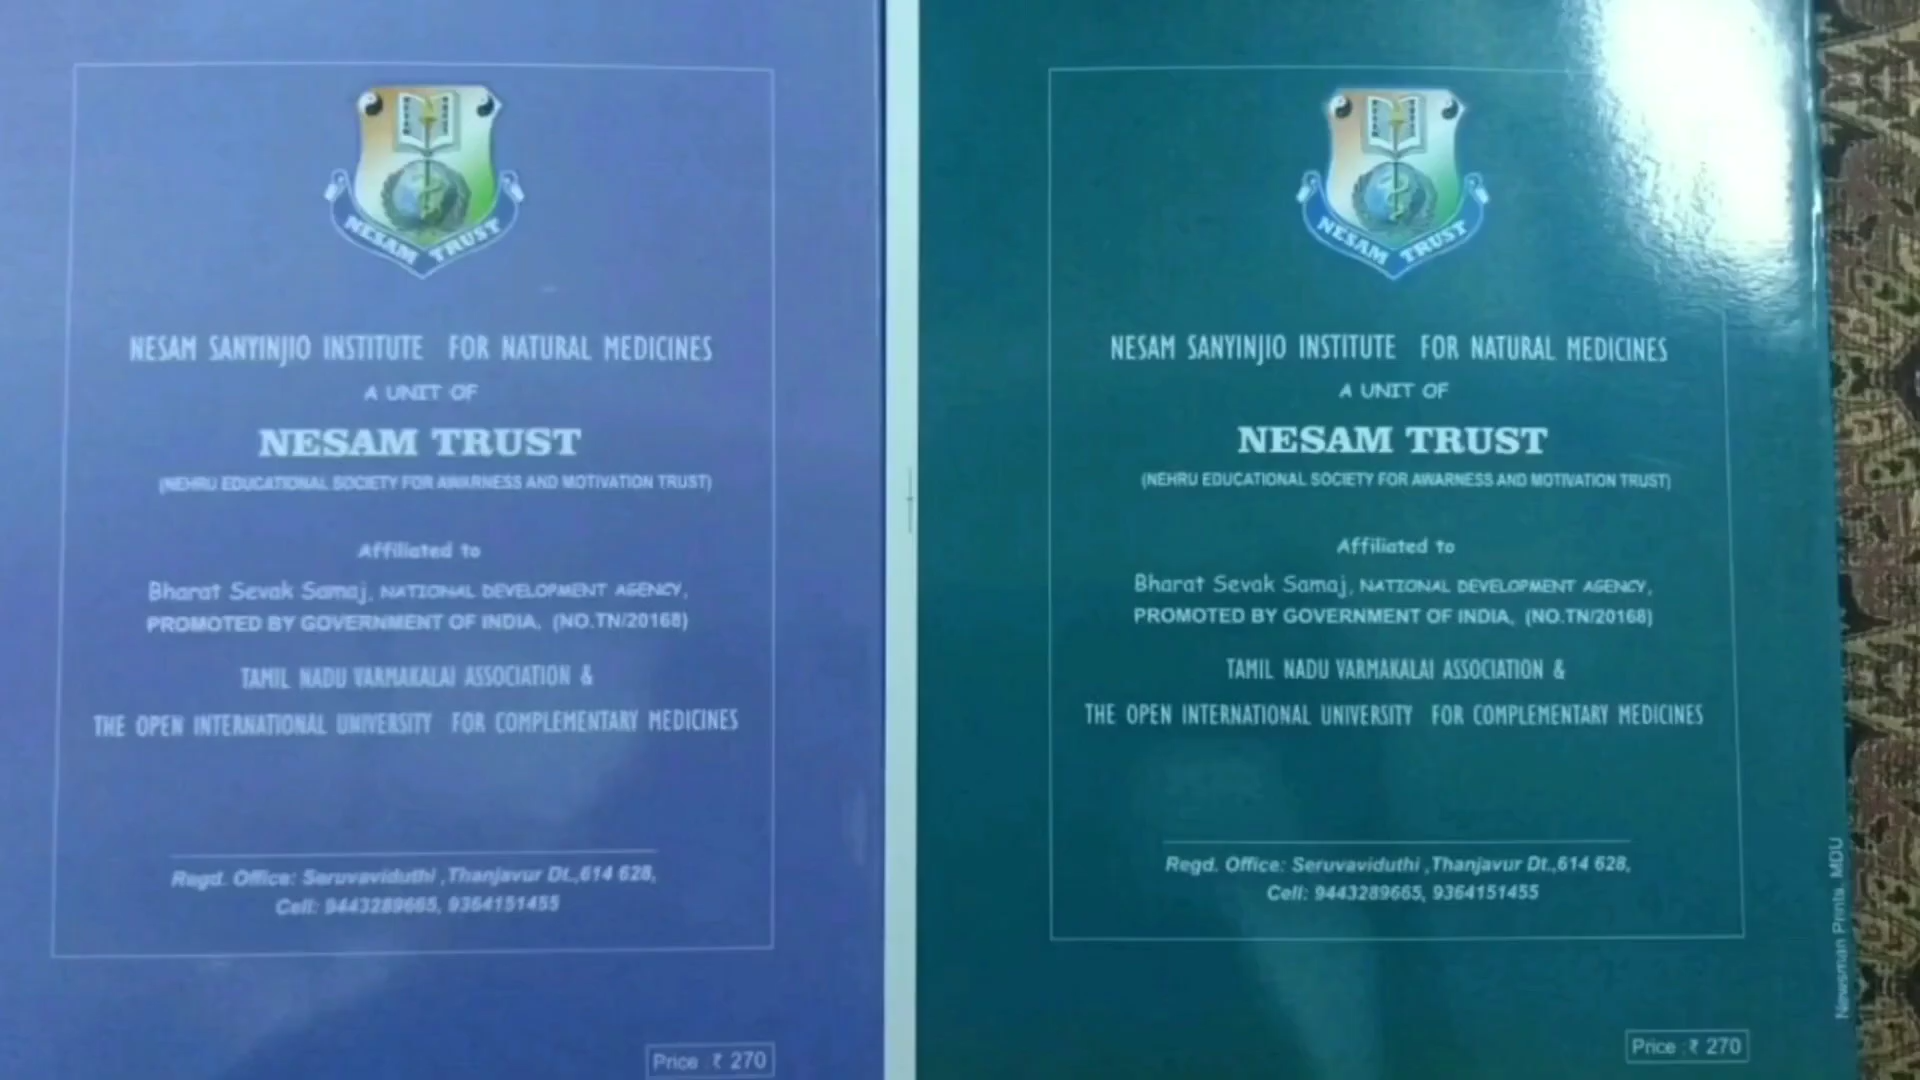 NESAM TRUST
NESAM SANYINJIO INSTITUTE FOR NATURAL MEDICINES
A UNIT OF
NESAM TRUST
(NEHRU EDUCATIONAL SOCIETY FOR AWARNESS AND MOTIVATION TRUST)
Affiliated to
Bharat Sevak Samaj, NATIONAL DEVELOPMENT AGENCY,
PROMOTED BY GOVERNMENT OF INDIA, (NO.TN/20168)
TAMIL NADU VARMAKALAI ASSOCIATION &
THE OPEN INTERNATIONAL UNIVERSITY FOR COMPLEMENTARY MEDICINES
Regd. Office: Seruvaviduthi ,Thanjavur Dt.,614 628,
Cell: 9443289665, 9364151455
Price ₹ 270
NESAM TRUST
NESAM SANYINJIO INSTITUTE FOR NATURAL MEDICINES
A UNIT OF
NESAM TRUST
(NEHRU EDUCATIONAL SOCIETY FOR AWARNESS AND MOTIVATION TRUST)
Affiliated to
Bharat Sevak Samaj, NATIONAL DEVELOPMENT AGENCY,
PROMOTED BY GOVERNMENT OF INDIA, (NO.TN/20168)
TAMIL NADU VARMAKALAI ASSOCIATION &
THE OPEN INTERNATIONAL UNIVERSITY FOR COMPLEMENTARY MEDICINES
Regd. Office: Seruvaviduthi ,Thanjavur Dt.,614 628,
Cell: 9443289665, 9364151455
Newsman Prints, MDU
Price : ₹ 270